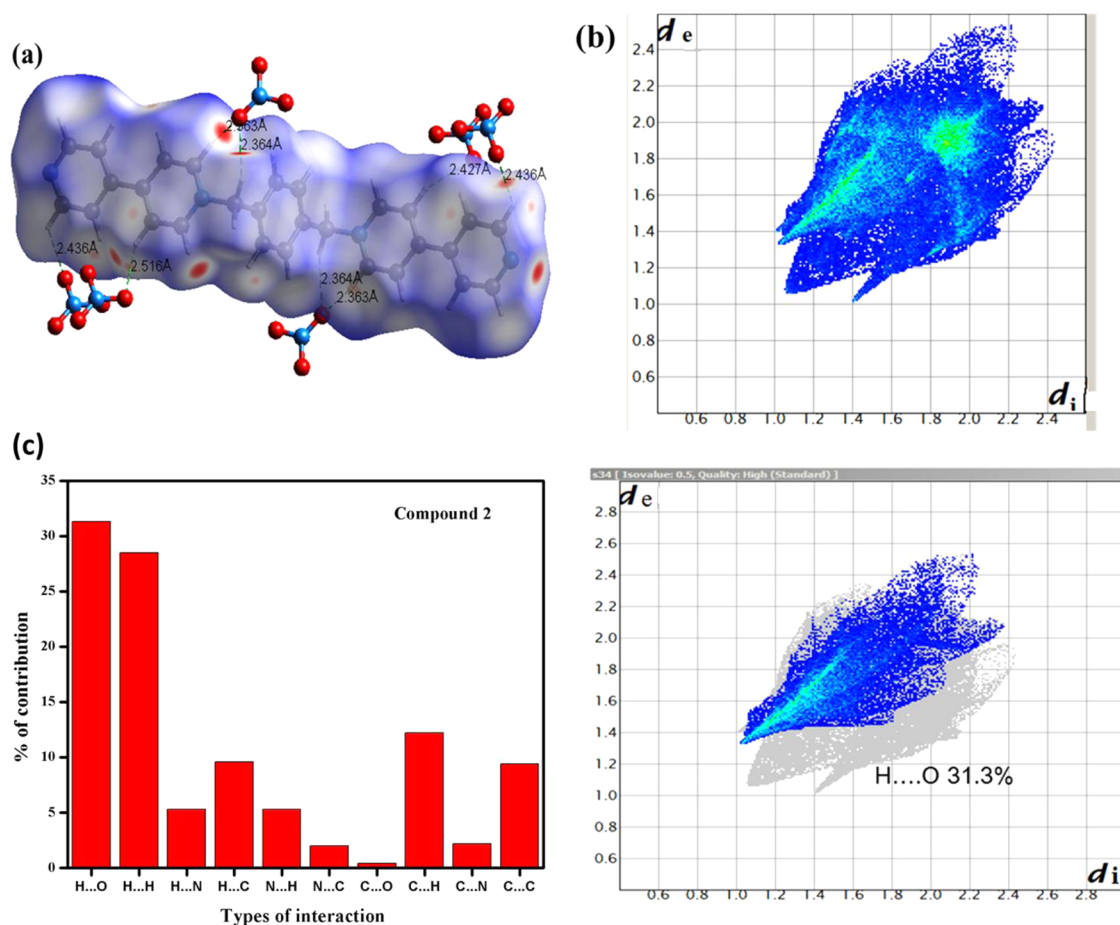 (a)
2.363Å
2.364Å
2.427Å
2.436Å
2.436Å
2.516Å
2.364Å
2.363Å
(b)
de
2.4
2.2
2.0
1.8
1.6
1.4
1.2
1.0
0.8
0.6
di
0.6 0.8 1.0 1.2 1.4 1.6 1.8 2.0 2.2 2.4
(c)
Compound 2
% of contribution
35
30
25
20
15
10
5
0
H...O H...H H...N H...C N...H N...C C...O C...H C...N C...C
Types of interaction
s34 [ Isovalue: 0.5, Quality: High (Standard) ]
de
2.8
2.6
2.4
2.2
2.0
1.8
1.6
1.4
1.2
1.0
0.8
0.6
H....O 31.3%
di
0.6 0.8 1.0 1.2 1.4 1.6 1.8 2.0 2.2 2.4 2.6 2.8